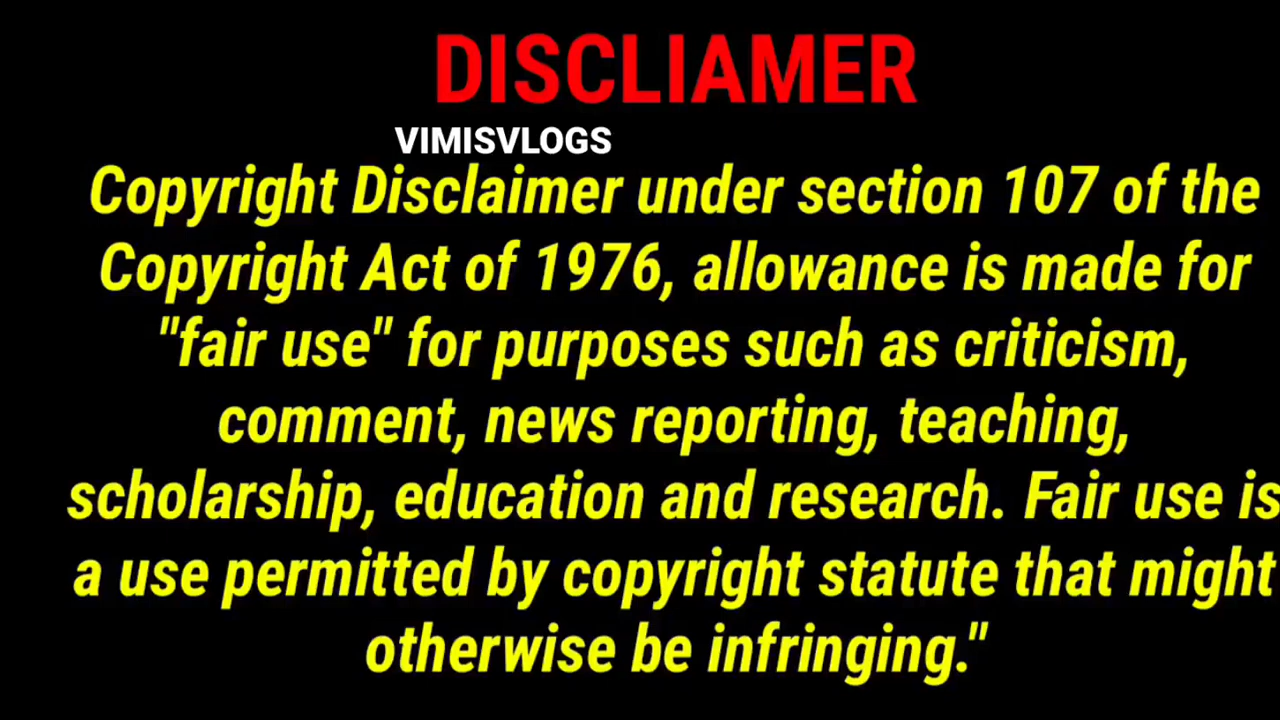 DISCLIAMER
VIMISVLOGS
Copyright Disclaimer under section 107 of the
Copyright Act of 1976, allowance is made for
"fair use" for purposes such as criticism,
comment, news reporting, teaching,
scholarship, education and research. Fair use is
a use permitted by copyright statute that might
otherwise be infringing."